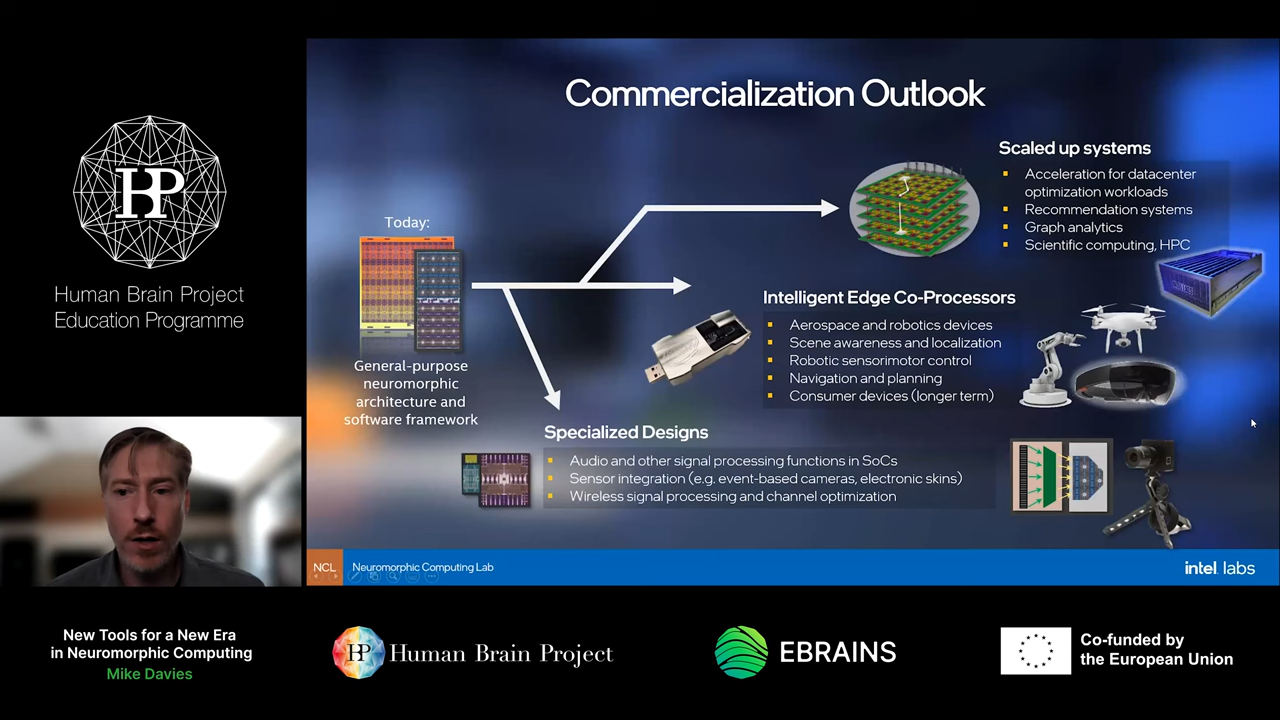 HP
Human Brain Project
Education Programme
Commercialization Outlook
Today:
General-purpose
neuromorphic
architecture and
software framework
Scaled up systems
▪ Acceleration for datacenter
optimization workloads
▪ Recommendation systems
▪ Graph analytics
▪ Scientific computing, HPC
Intelligent Edge Co-Processors
▪ Aerospace and robotics devices
▪ Scene awareness and localization
▪ Robotic sensorimotor control
▪ Navigation and planning
▪ Consumer devices (longer term)
Specialized Designs
▪ Audio and other signal processing functions in SoCs
▪ Sensor integration (e.g. event-based cameras, electronic skins)
▪ Wireless signal processing and channel optimization
NCL
Neuromorphic Computing Lab
intel. labs
New Tools for a New Era
in Neuromorphic Computing
Mike Davies
HP
Human Brain Project
EBRAINS
Co-funded by
the European Union